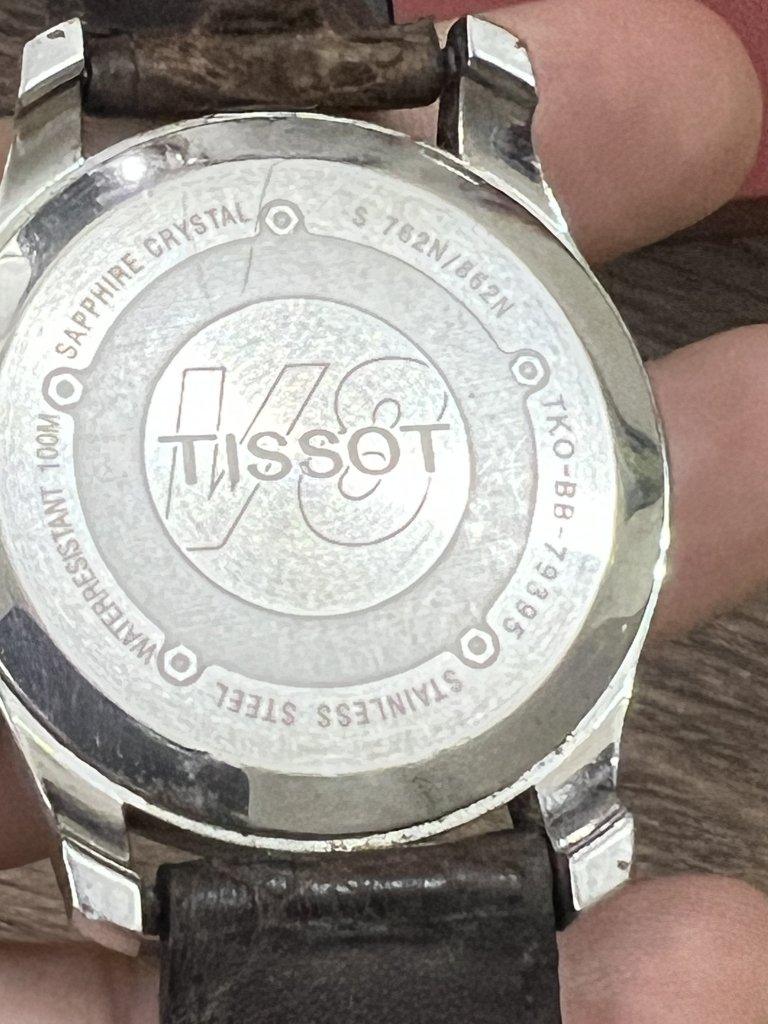 SAPPHIRE CRYSTAL
S 762N/862N
TKO-BB-79395
STAINLESS STEEL
WATERRESISTANT 100M
V8
TISSOT